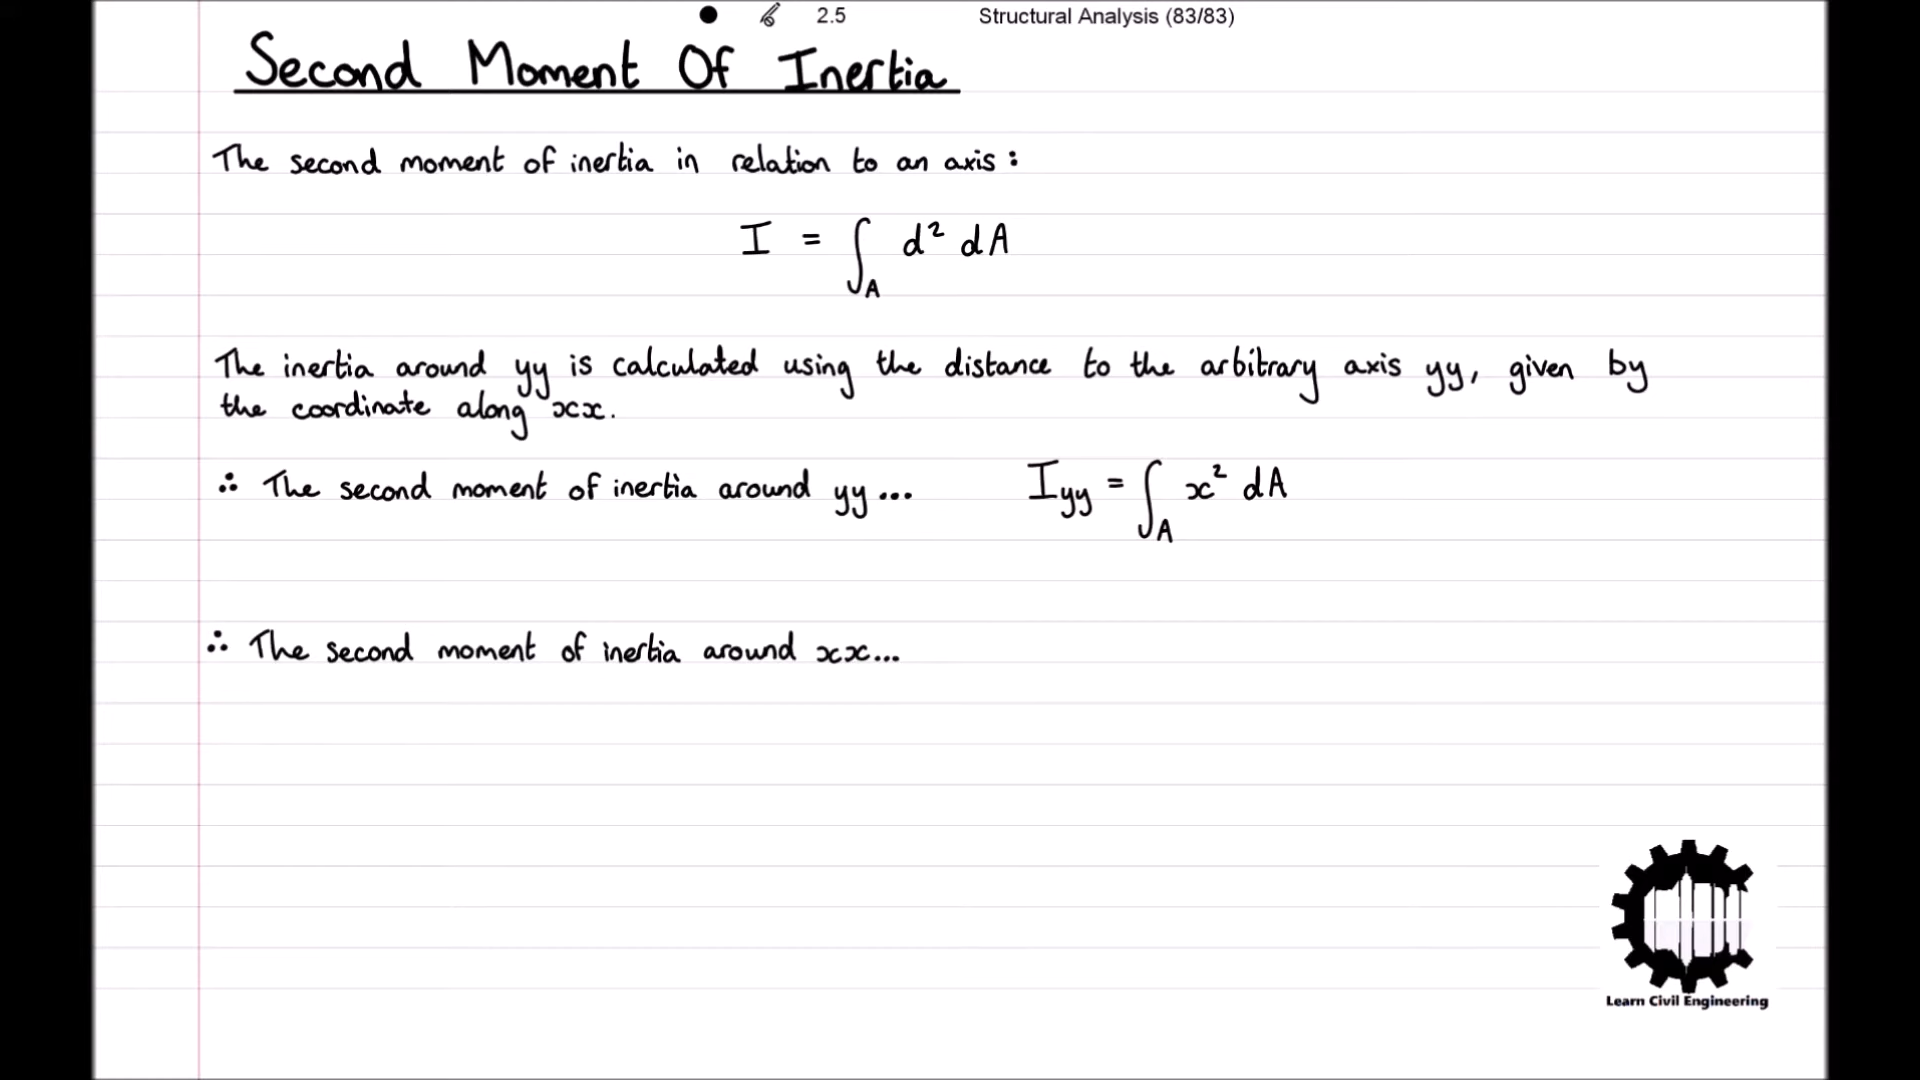 2.5 Structural Analysis (83/83)
Second Moment Of Inertia
The second moment of inertia in relation to an axis:
I = ∫_A d² dA
The inertia around yy is calculated using the distance to the arbitrary axis yy, given by
the coordinate along xx.
∴ The second moment of inertia around yy... I_yy = ∫_A x² dA
∴ The second moment of inertia around xx...
Learn Civil Engineering